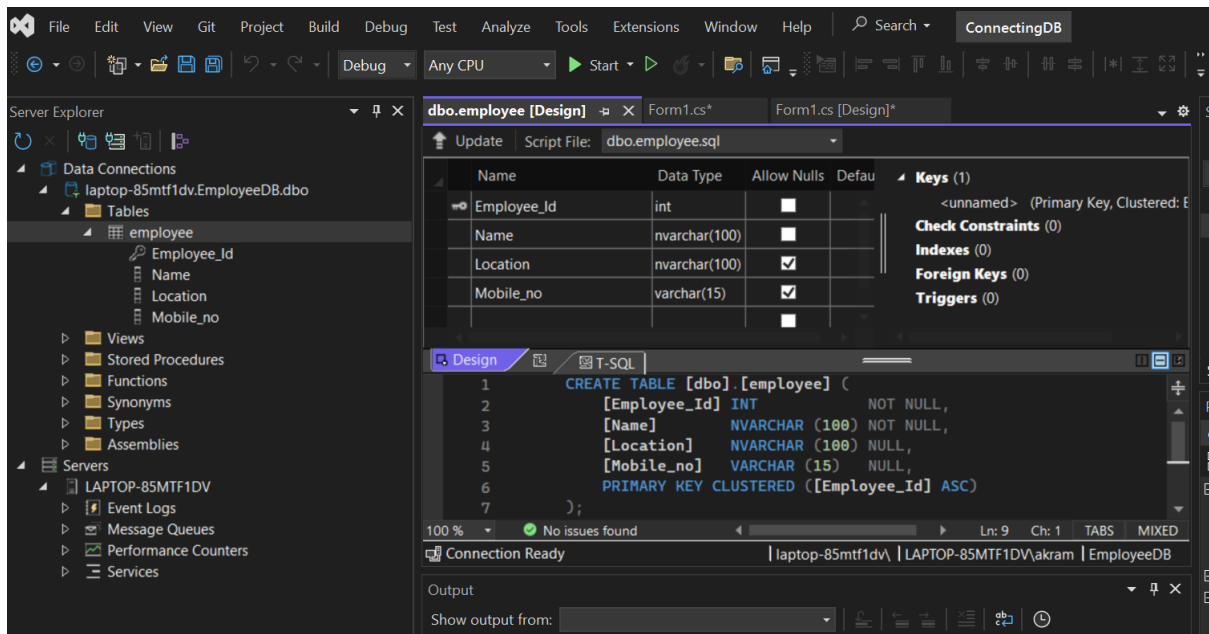 File Edit View Git Project Build Debug Test Analyze Tools Extensions Window Help Search ConnectingDB
Debug Any CPU Start
Server Explorer
Data Connections
laptop-85mtf1dv.EmployeeDB.dbo
Tables
employee
Employee_Id
Name
Location
Mobile_no
Views
Stored Procedures
Functions
Synonyms
Types
Assemblies
Servers
LAPTOP-85MTF1DV
Event Logs
Message Queues
Performance Counters
Services
dbo.employee [Design] Form1.cs* Form1.cs [Design]*
Update Script File: dbo.employee.sql
Name Data Type Allow Nulls Defau
Employee_Id int
Name nvarchar(100)
Location nvarchar(100)
Mobile_no varchar(15)
Keys (1)
<unnamed> (Primary Key, Clustered: E
Check Constraints (0)
Indexes (0)
Foreign Keys (0)
Triggers (0)
Design T-SQL
1 CREATE TABLE [dbo].[employee] (
2 [Employee_Id] INT NOT NULL,
3 [Name] NVARCHAR (100) NOT NULL,
4 [Location] NVARCHAR (100) NULL,
5 [Mobile_no] VARCHAR (15) NULL,
6 PRIMARY KEY CLUSTERED ([Employee_Id] ASC)
7 );
100 % No issues found Ln: 9 Ch: 1 TABS MIXED
Connection Ready laptop-85mtf1dv\ LAPTOP-85MTF1DV\akram EmployeeDB
Output
Show output from: